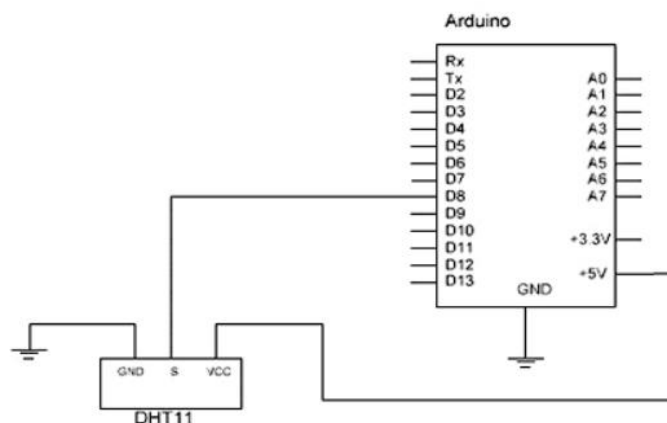 Arduino
Rx
Tx
D2
D3
D4
D5
D6
D7
D8
D9
D10
D11
D12
D13
A0
A1
A2
A3
A4
A5
A6
A7
+3.3V
+5V
GND
GND S VCC
DHT11